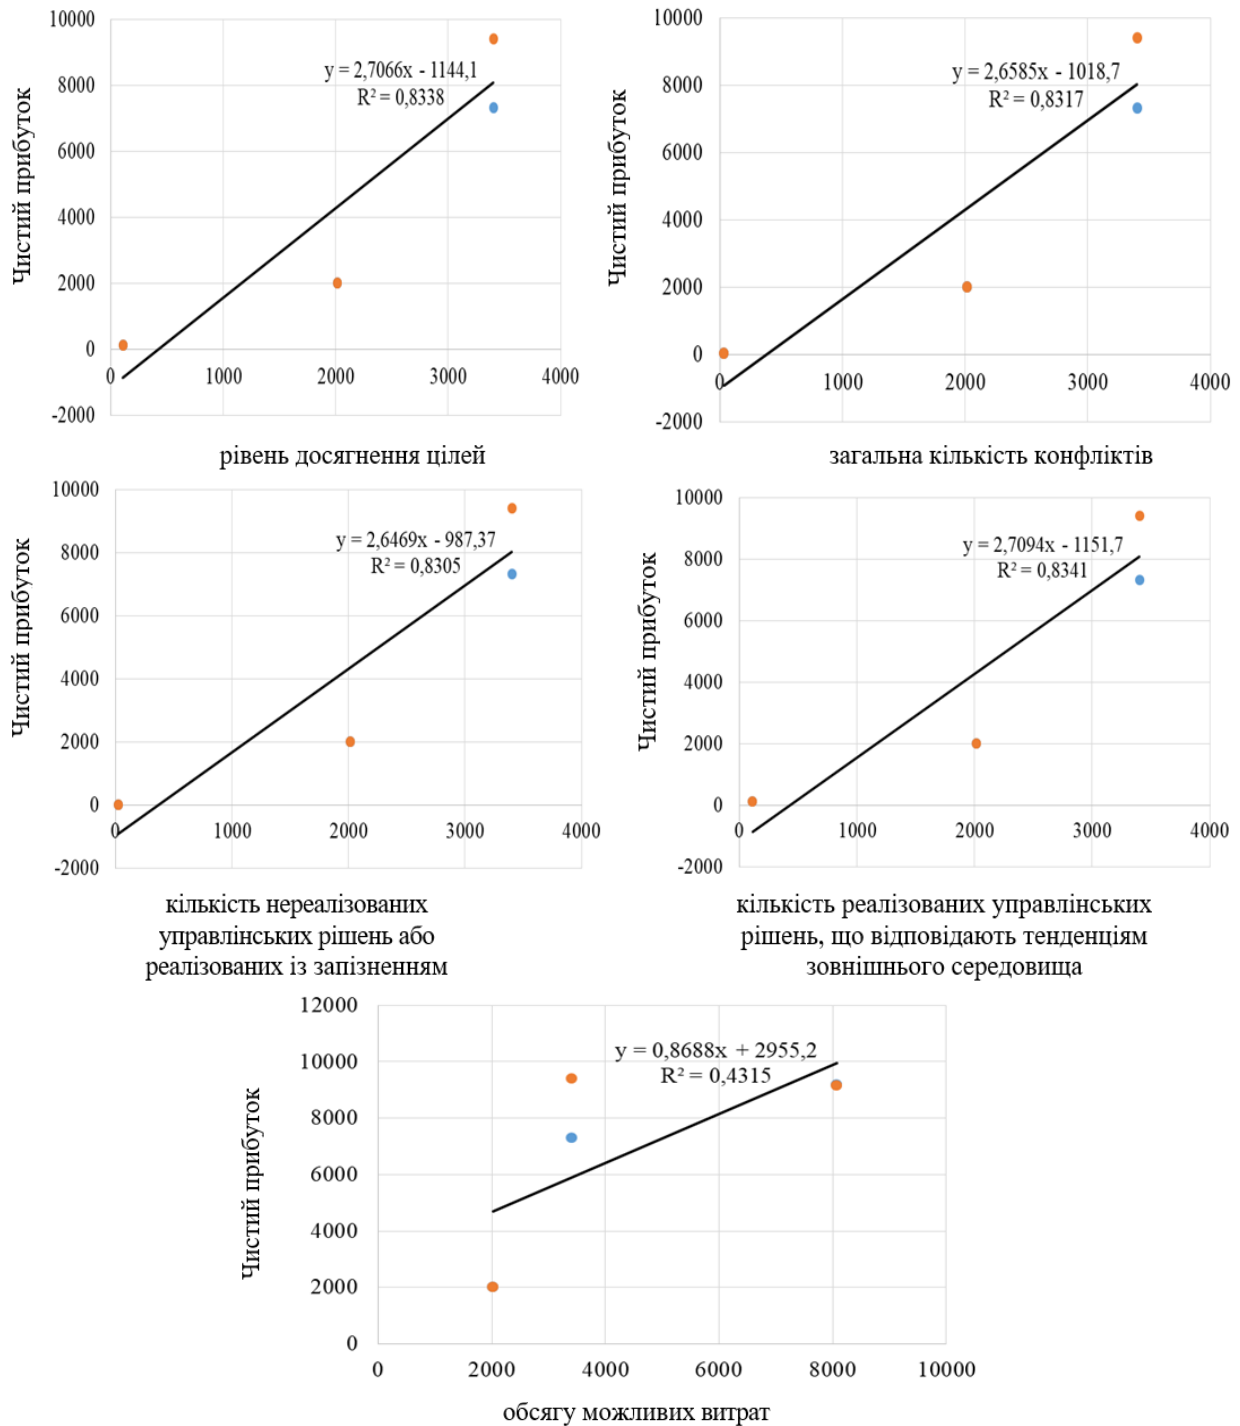 10000
8000
6000
4000
2000
0
-2000
0
1000
2000
3000
4000
y = 2,7066x - 1144,1
R² = 0,8338
Чистий прибуток
рівень досягнення цілей
10000
8000
6000
4000
2000
0
-2000
0
1000
2000
3000
4000
y = 2,6585x - 1018,7
R² = 0,8317
Чистий прибуток
загальна кількість конфліктів
10000
8000
6000
4000
2000
0
-2000
0
1000
2000
3000
4000
y = 2,6469x - 987,37
R² = 0,8305
Чистий прибуток
кількість нереалізованих
управлінських рішень або
реалізованих із запізненням
10000
8000
6000
4000
2000
0
-2000
0
1000
2000
3000
4000
y = 2,7094x - 1151,7
R² = 0,8341
Чистий прибуток
кількість реалізованих управлінських
рішень, що відповідають тенденціям
зовнішнього середовища
12000
10000
8000
6000
4000
2000
0
0
2000
4000
6000
8000
10000
y = 0,8688x + 2955,2
R² = 0,4315
Чистий прибуток
обсягу можливих витрат